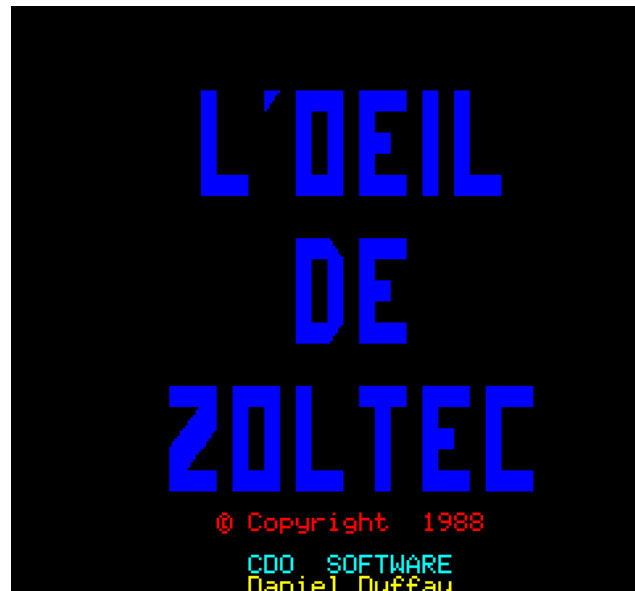 L'OEIL
DE
ZOLTEC
© Copyright 1988
CDO SOFTWARE
Daniel Duffau